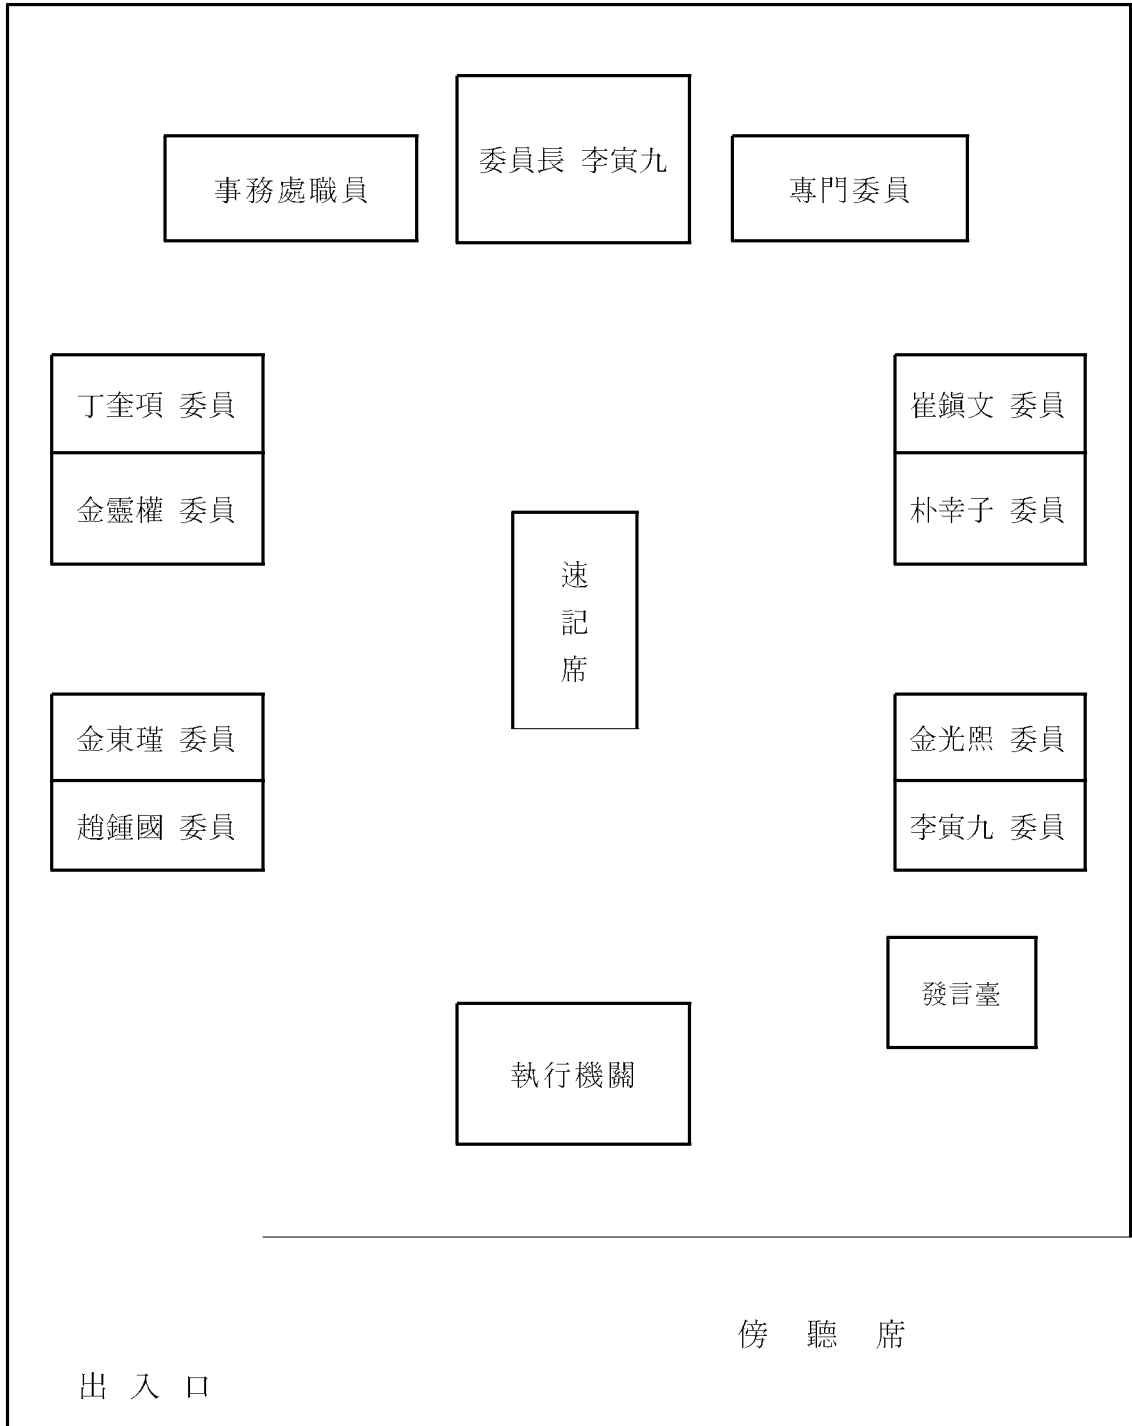 委員長 李寅九
事務處職員
專門委員
丁奎項 委員
崔鎭文 委員
金靈權 委員
朴幸子 委員
速
記
席
金東瑾 委員
金光熙 委員
趙鍾國 委員
李寅九 委員
發言臺
執行機關
傍 聽 席
出 入 口